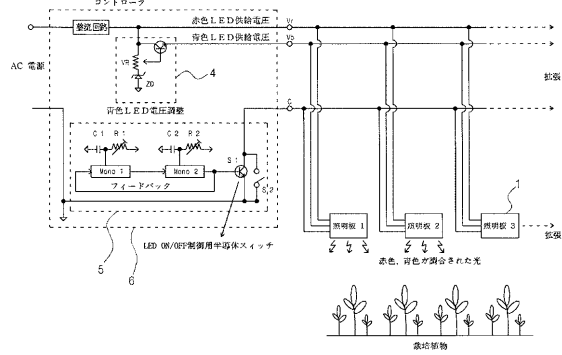 コントローラ
整流回路
赤色LED供給電圧
Vr
青色LED供給電圧
Vb
AC 電源
VR
ZD
4
青色LED電圧調整
拡張
C
拡張
C1
R1
C2
R2
S1
Mono 1
Mono 2
S2
フィードバック
1
照明板 1
照明板 2
照明板 3
拡張
LED ON/OFF制御用半導体スイッチ
5
6
赤色、青色が調合された光
栽培植物